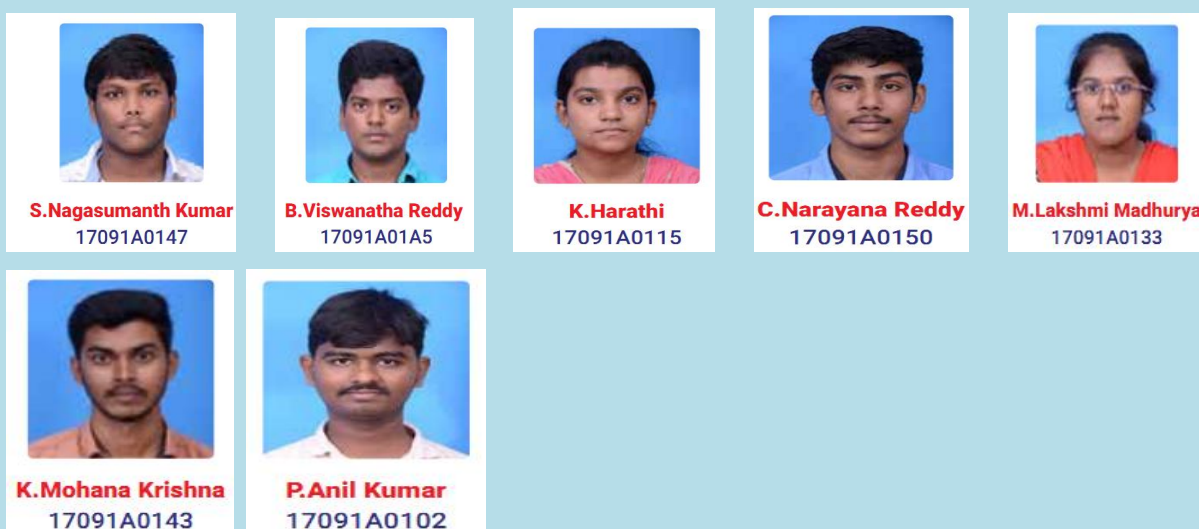 S.Nagasumanth Kumar
17091A0147
B.Viswanatha Reddy
17091A01A5
K.Harathi
17091A0115
C.Narayana Reddy
17091A0150
M.Lakshmi Madhurya
17091A0133
K.Mohana Krishna
17091A0143
P.Anil Kumar
17091A0102